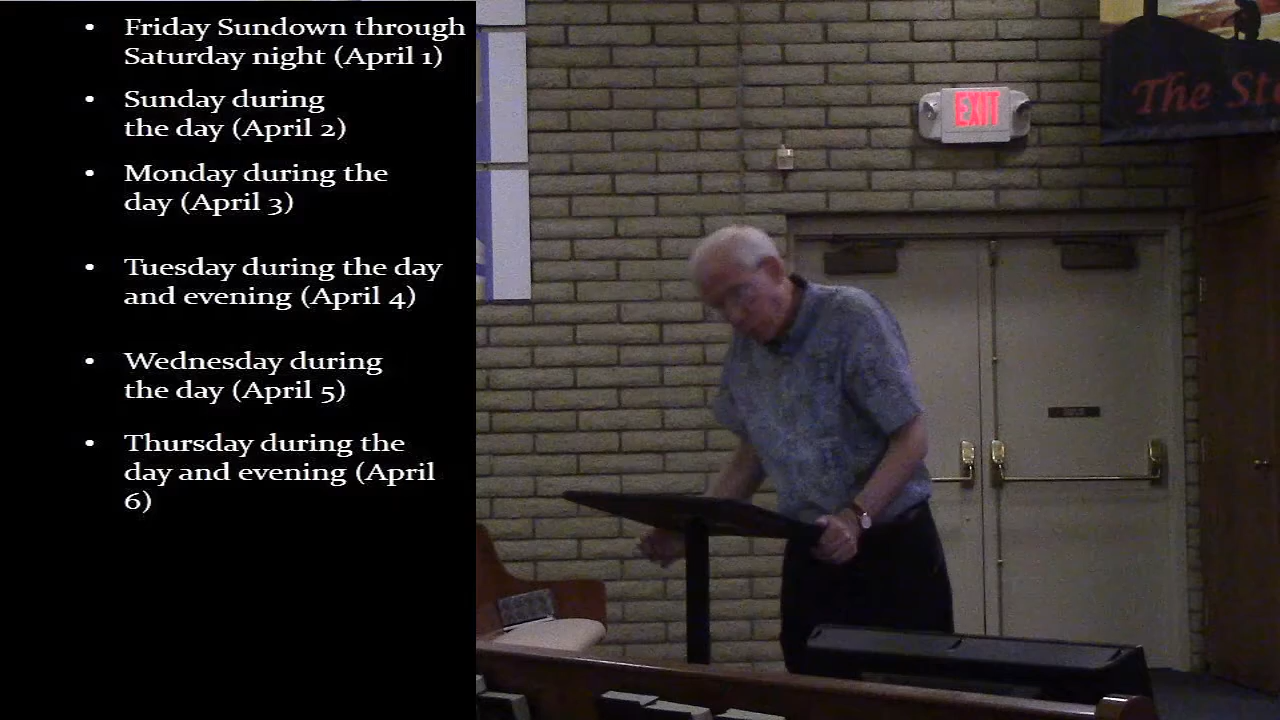 • Friday Sundown through
Saturday night (April 1)
• Sunday during
the day (April 2)
• Monday during the
day (April 3)
• Tuesday during the day
and evening (April 4)
• Wednesday during
the day (April 5)
• Thursday during the
day and evening (April
6)
EXIT
The